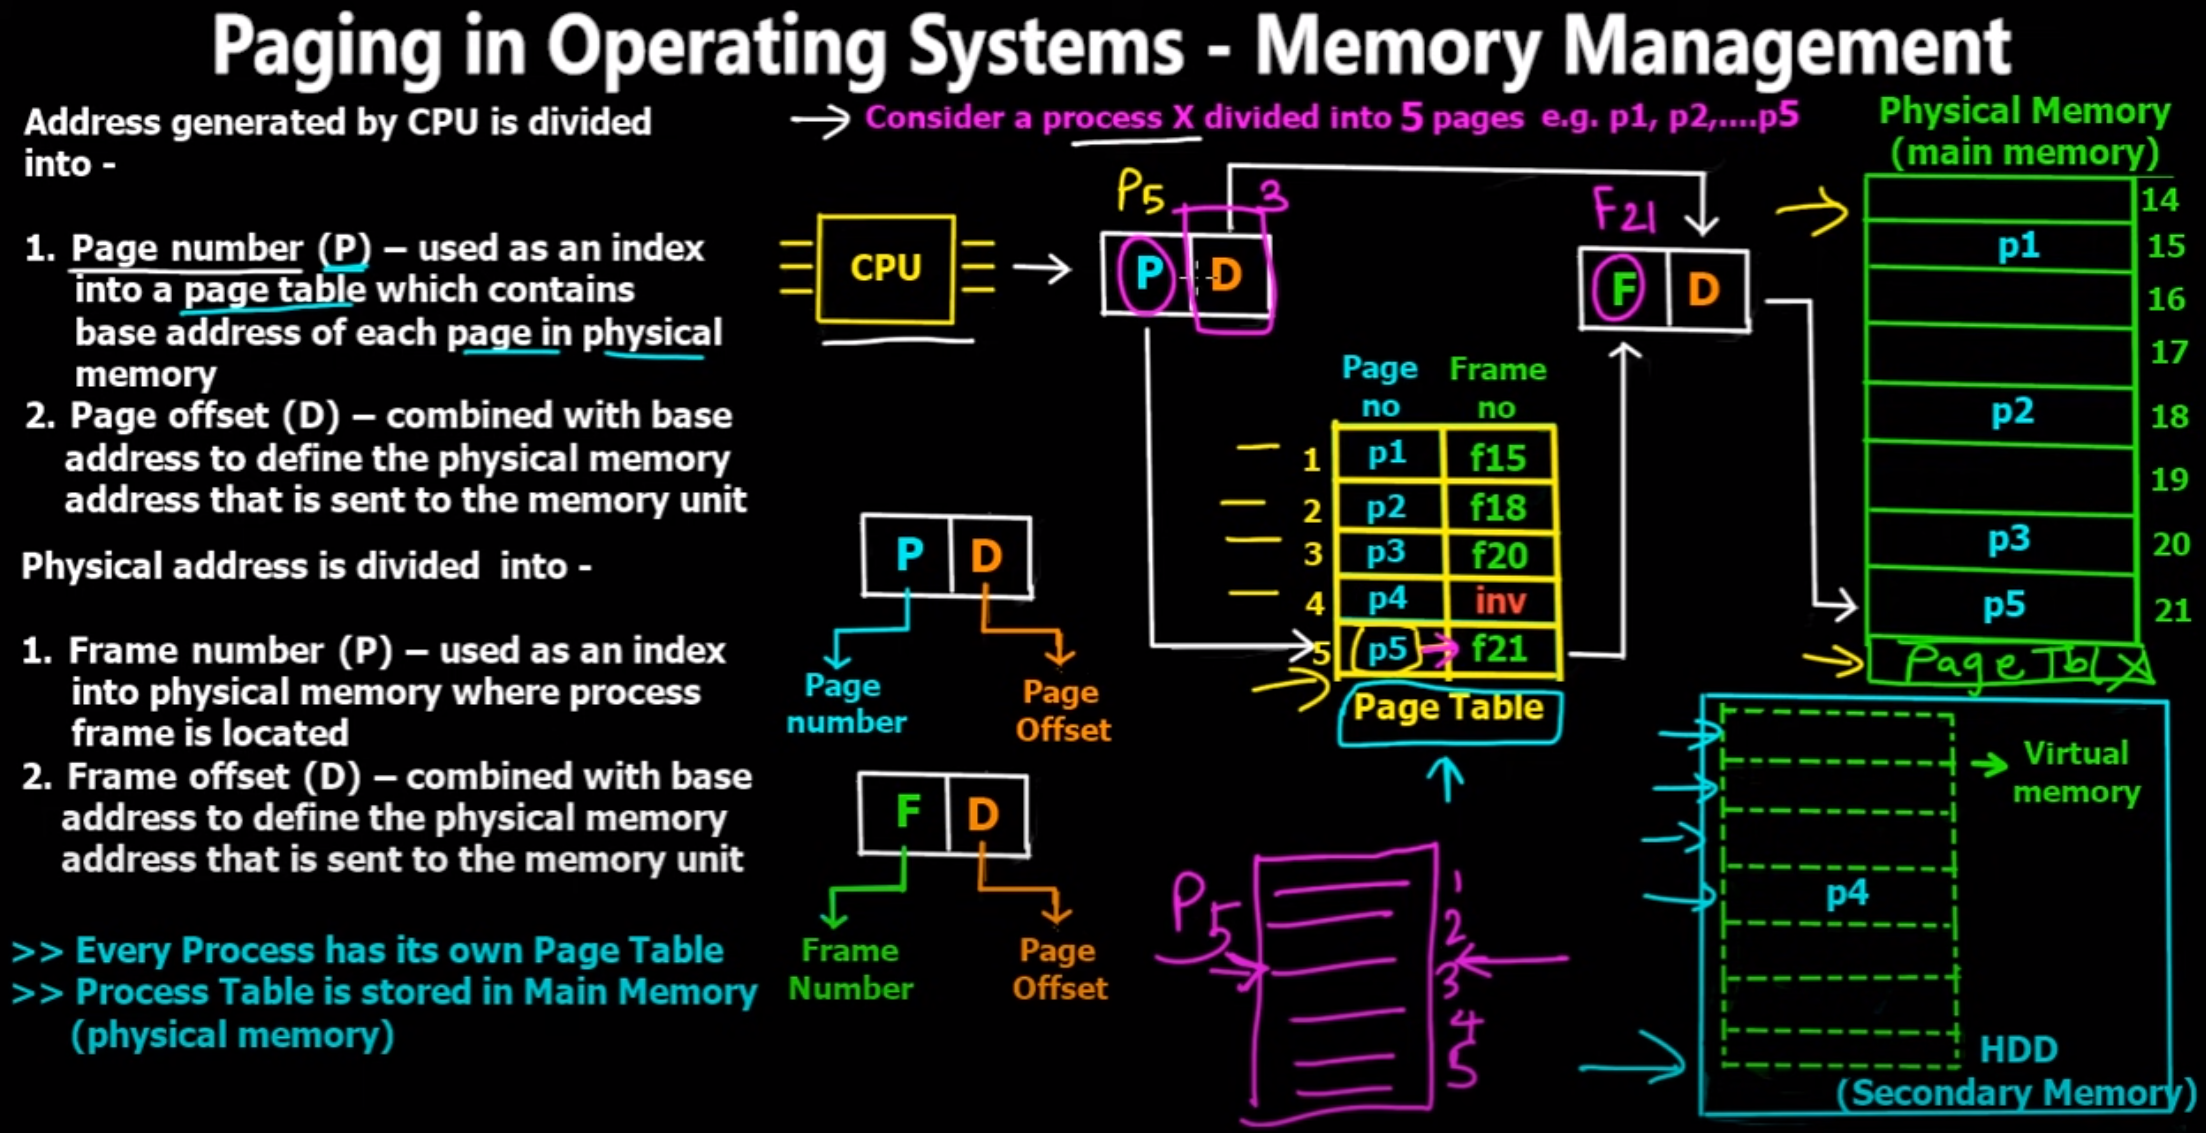 Paging in Operating Systems - Memory Management
Address generated by CPU is divided
into -
1. Page number (P) – used as an index
into a page table which contains
base address of each page in physical
memory
2. Page offset (D) – combined with base
address to define the physical memory
address that is sent to the memory unit
Physical address is divided into -
1. Frame number (P) – used as an index
into physical memory where process
frame is located
2. Frame offset (D) – combined with base
address to define the physical memory
address that is sent to the memory unit
>> Every Process has its own Page Table
>> Process Table is stored in Main Memory
(physical memory)
Consider a process X divided into 5 pages e.g. p1, p2,....p5
P5
3
CPU
P D
F21
F D
Page no
Frame no
1 p1 f15
2 p2 f18
3 p3 f20
4 p4 inv
5 p5 f21
Page Table
P D
Page number
Page Offset
F D
Frame Number
Page Offset
P5
1
2
3
4
5
Physical Memory
(main memory)
14
p1 15
16
17
p2 18
19
p3 20
p5 21
Page Tbl X
Virtual memory
p4
HDD
(Secondary Memory)